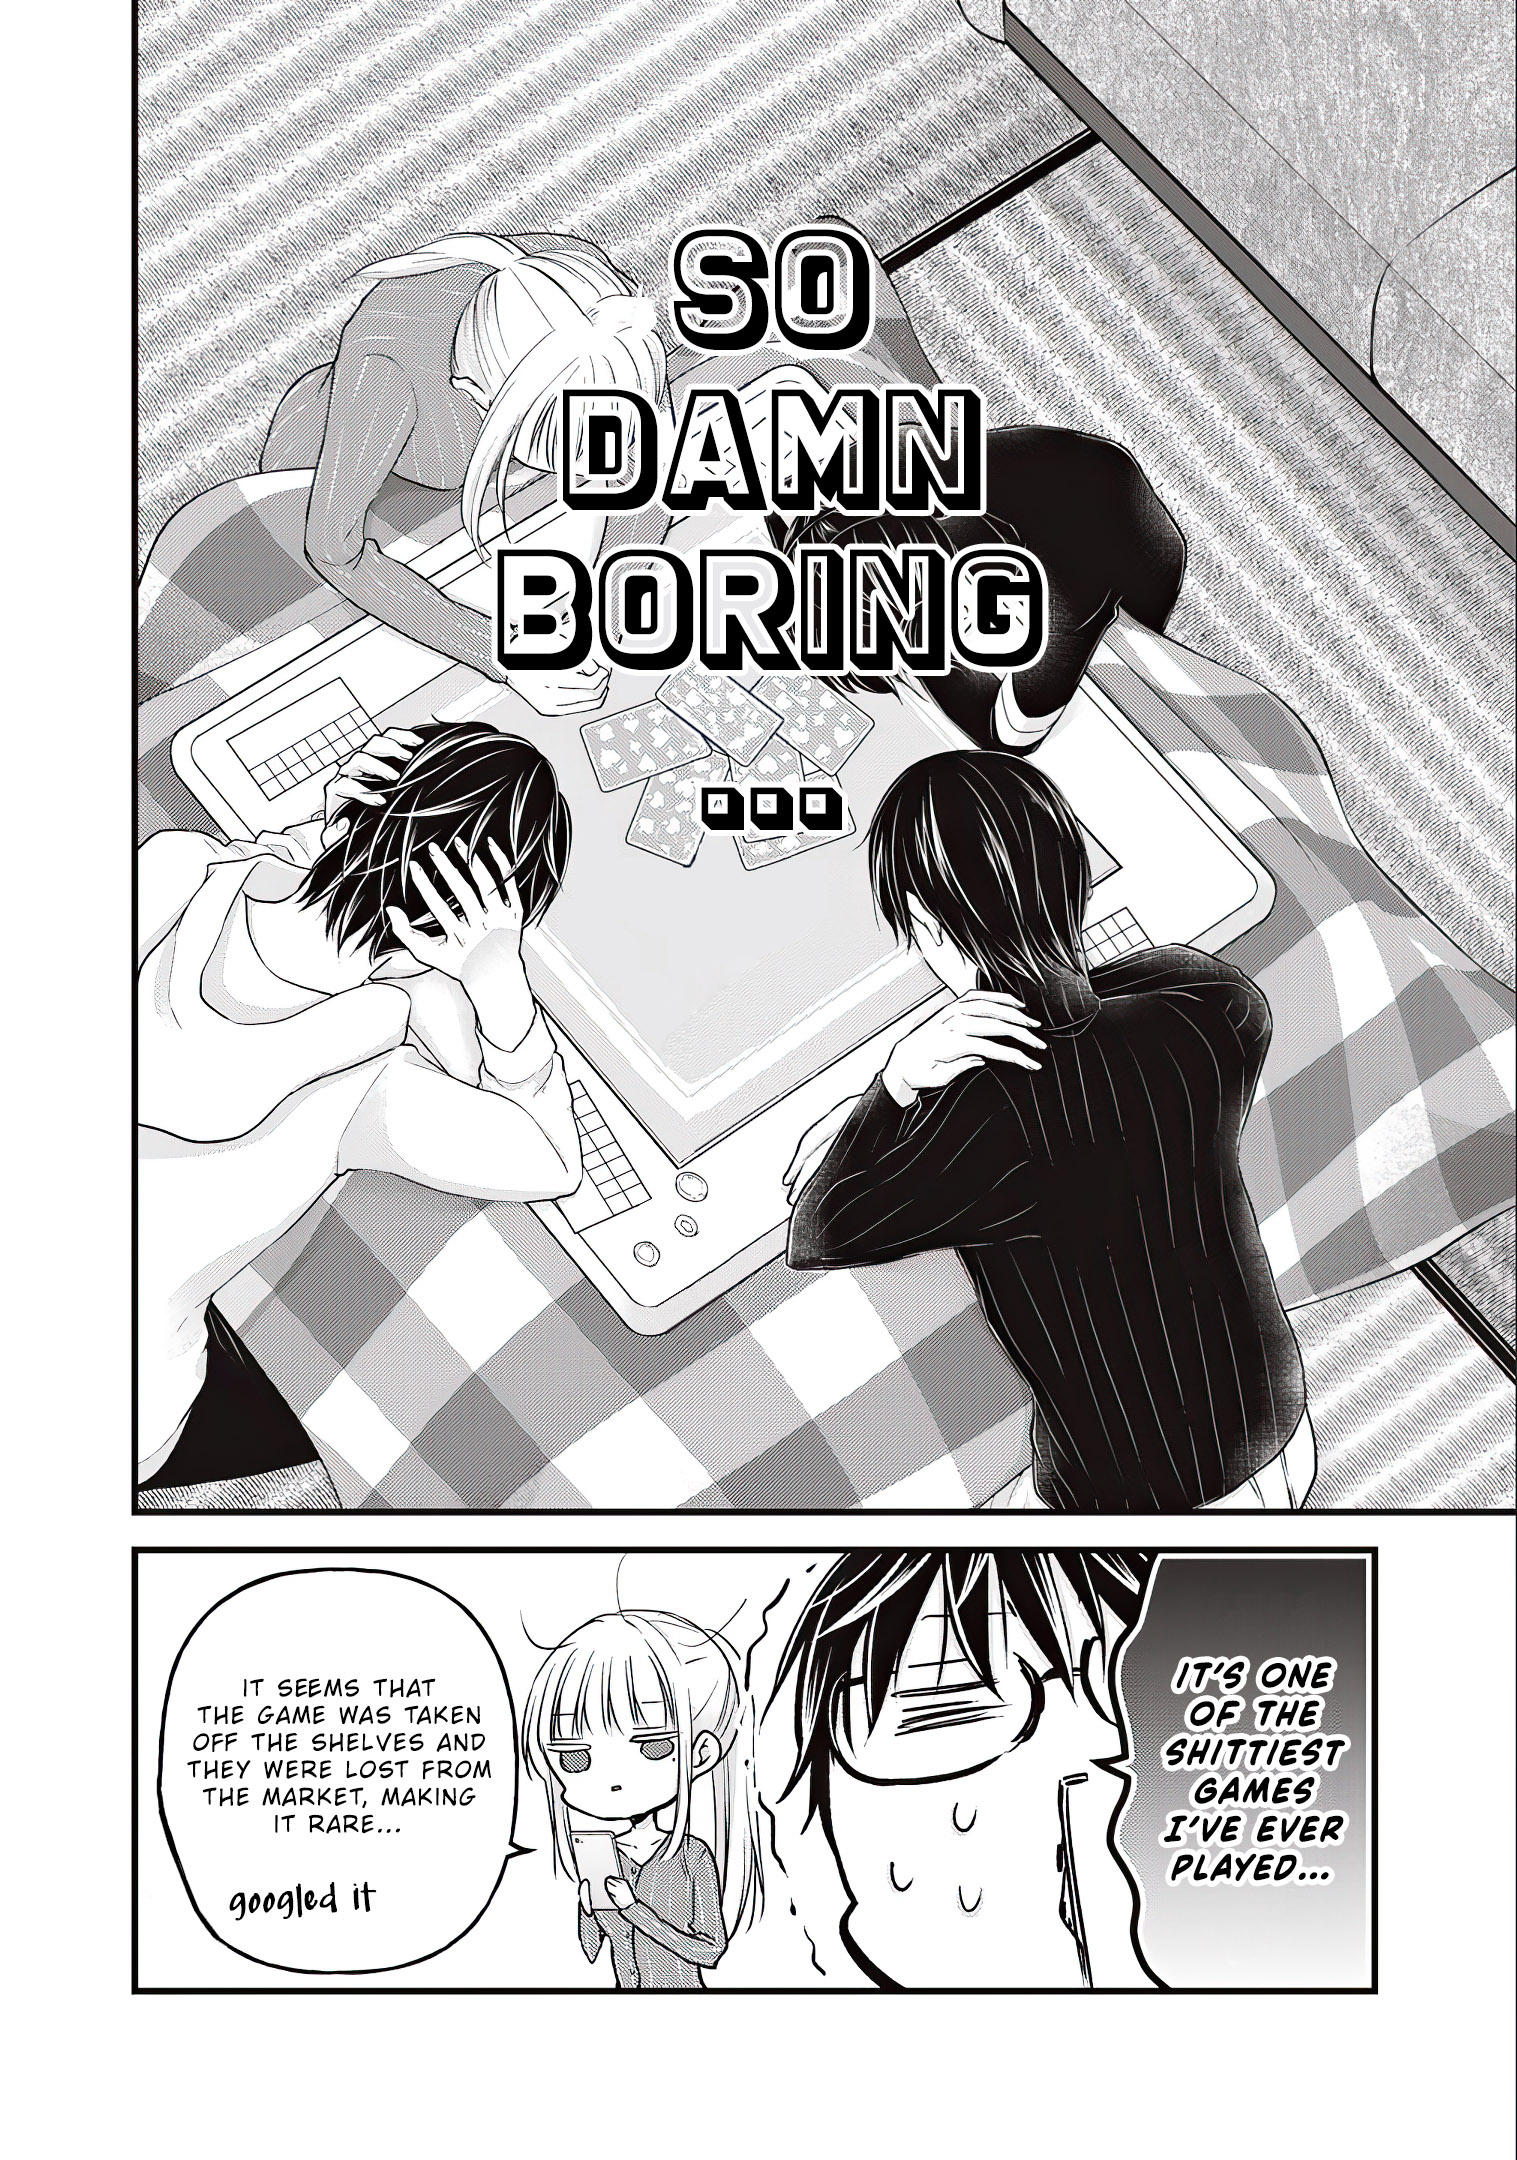 SO
DAMN
BORING
...
IT'S ONE
OF THE
SHITTIEST
GAMES
I'VE EVER
PLAYED...
IT SEEMS THAT
THE GAME WAS TAKEN
OFF THE SHELVES AND
THEY WERE LOST FROM
THE MARKET, MAKING
IT RARE...
googled it